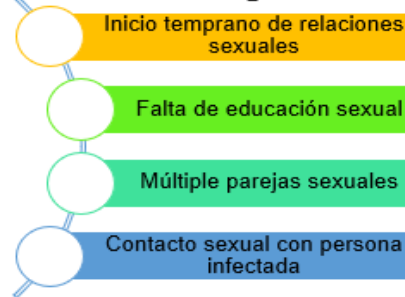 Inicio temprano de relaciones
sexuales
Falta de educación sexual
Múltiple parejas sexuales
Contacto sexual con persona
infectada